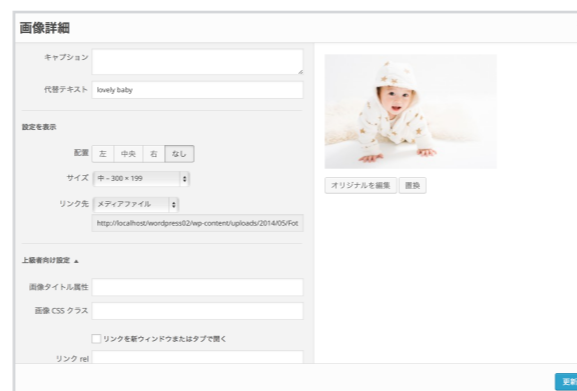 画像詳細
キャプション
代替テキスト lovely baby
設定を表示
配置 左 中央 右 なし
サイズ 中 – 300 × 199
リンク先 メディアファイル
http://localhost/wordpress02/wp-content/uploads/2014/05/Fot
上級者向け設定 ▲
画像タイトル属性
画像 CSS クラス
リンクを新ウィンドウまたはタブで開く
リンク rel
オリジナルを編集 置換
更新